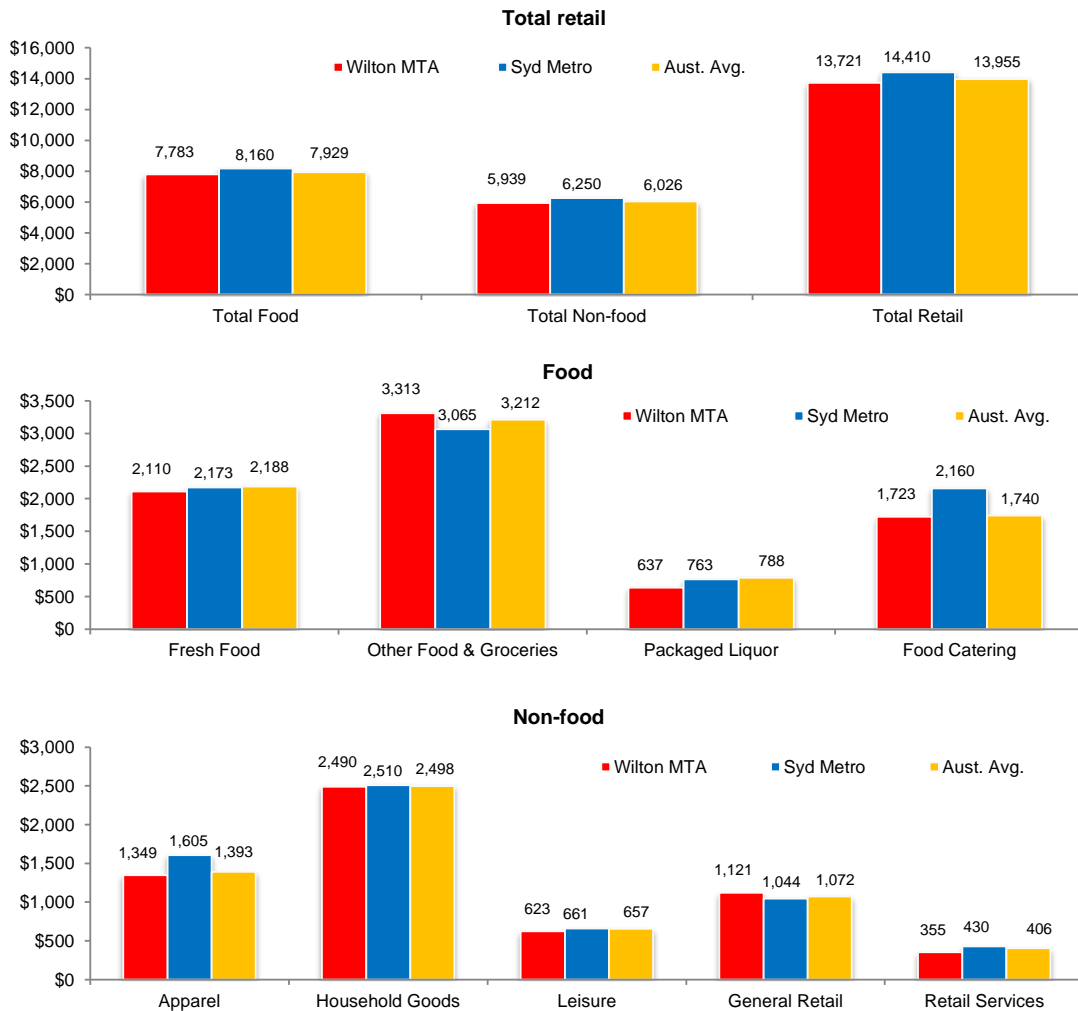 Total retail
$16,000
$14,000
$12,000
$10,000
$8,000
$6,000
$4,000
$2,000
$0
Wilton MTA Syd Metro Aust. Avg.
7,783 8,160 7,929
5,939 6,250 6,026
13,721 14,410 13,955
Total Food Total Non-food Total Retail
Food
$3,500
$3,000
$2,500
$2,000
$1,500
$1,000
$500
$0
Wilton MTA Syd Metro Aust. Avg.
2,110 2,173 2,188
3,313 3,065 3,212
637 763 788
1,723 2,160 1,740
Fresh Food Other Food & Groceries Packaged Liquor Food Catering
Non-food
$3,000
$2,500
$2,000
$1,500
$1,000
$500
$0
Wilton MTA Syd Metro Aust. Avg.
1,349 1,605 1,393
2,490 2,510 2,498
623 661 657
1,121 1,044 1,072
355 430 406
Apparel Household Goods Leisure General Retail Retail Services